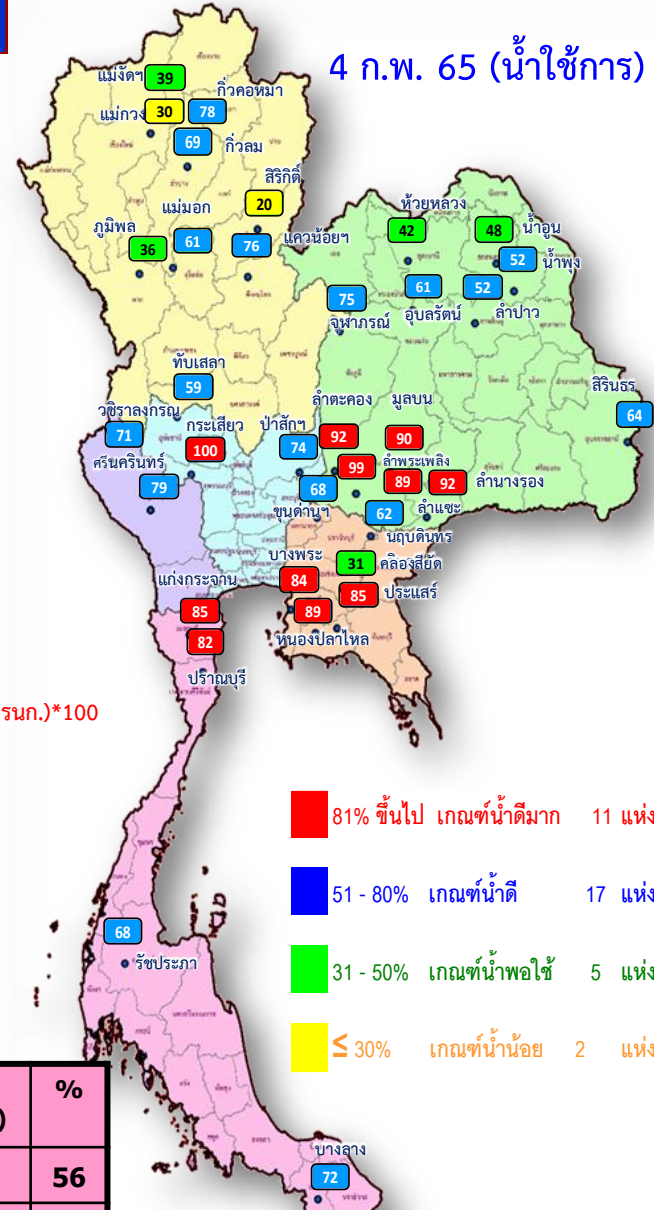 4 ก.พ. 65 (น้ำใช้การ)
แม่งัดฯ
39
กิ่วคอหมา
แม่กวง
30
78
69
กิ่วลม
สิริกิติ์
20
แม่มอก
ภูมิพล
36
61
76
แควน้อยฯ
ห้วยหลวง
42
48
น้ำอูน
52
น้ำพุง
75
61
52
จุฬาภรณ์
อุบลรัตน์
ลำปาว
ทับเสลา
59
สิรินธร
64
วชิราลงกรณ
71
กระเสียว
100
ป่าสักฯ
74
ลำตะคอง
92
มูลบน
90
ศรีนครินทร์
79
99
ลำพระเพลิง
89
92
ลำนางรอง
68
ขุนด่านฯ
62
ลำแซะ
นฤบดินทร
บางพระ
31
คลองสียัด
แก่งกระจาน
84
85
ประแสร์
85
89
82
หนองปลาไหล
ปราณบุรี
รนก.)*100
81% ขึ้นไป เกณฑ์น้ำดีมาก 11 แห่ง
51 - 80% เกณฑ์น้ำดี 17 แห่ง
31 - 50% เกณฑ์น้ำพอใช้ 5 แห่ง
≤ 30% เกณฑ์น้ำน้อย 2 แห่ง
68
รัชประภา
%
)
56
บางลาง
72